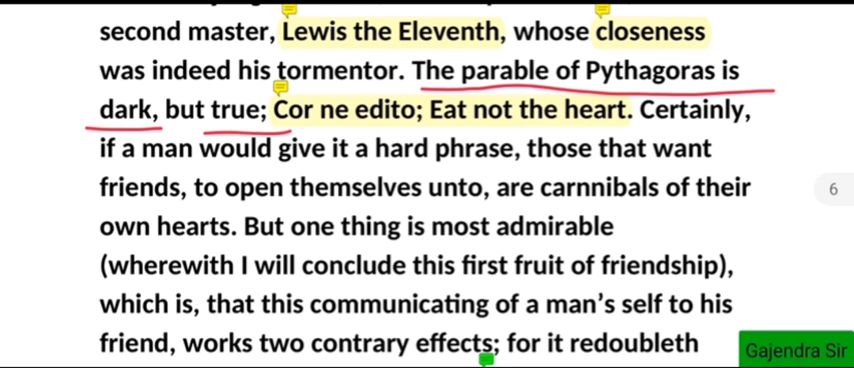 second master, Lewis the Eleventh, whose closeness
was indeed his tormentor. The parable of Pythagoras is
dark, but true; Cor ne edito; Eat not the heart. Certainly,
if a man would give it a hard phrase, those that want
friends, to open themselves unto, are carnnibals of their
6
own hearts. But one thing is most admirable
(wherewith I will conclude this first fruit of friendship),
which is, that this communicating of a man’s self to his
friend, works two contrary effects; for it redoubleth
Gajendra Sir